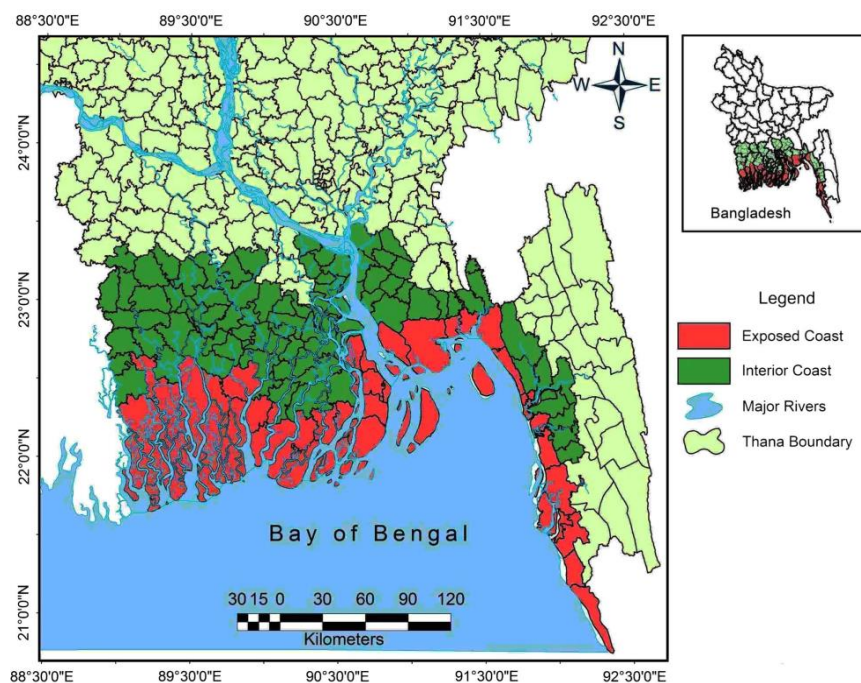 88°30'0"E 89°30'0"E 90°30'0"E 91°30'0"E 92°30'0"E
N
W E
S
24°0'0"N
23°0'0"N
22°0'0"N
21°0'0"N
Bay of Bengal
30 15 0 30 60 90 120
Kilometers
88°30'0"E 89°30'0"E 90°30'0"E 91°30'0"E 92°30'0"E
Bangladesh
Legend
Exposed Coast
Interior Coast
Major Rivers
Thana Boundary